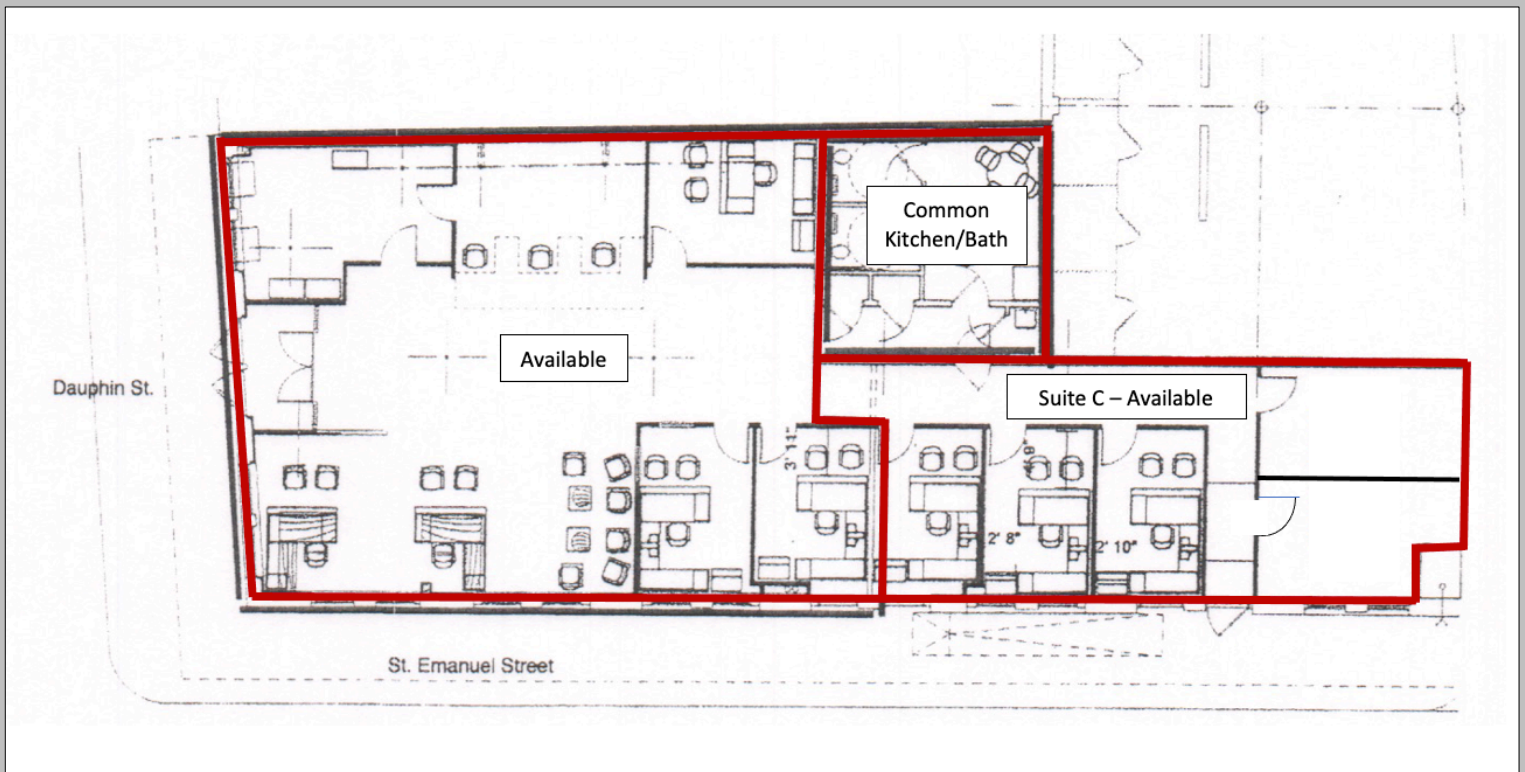 Common
Kitchen/Bath
Available
Dauphin St.
Suite C – Available
3' 11"
2' 8"
2' 10"
St. Emanuel Street